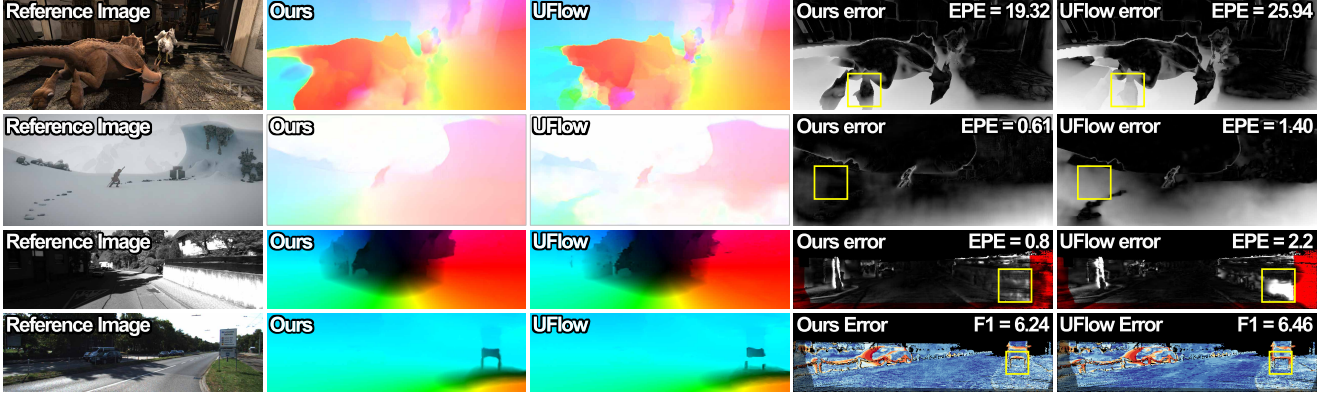 Reference Image
Ours
UFlow
Ours error EPE = 19.32
UFlow error EPE = 25.94
Reference Image
Ours
UFlow
Ours error EPE = 0.61
UFlow error EPE = 1.40
Reference Image
Ours
UFlow
Ours error EPE = 0.8
UFlow error EPE = 2.2
Reference Image
Ours
UFlow
Ours Error F1 = 6.24
UFlow Error F1 = 6.46